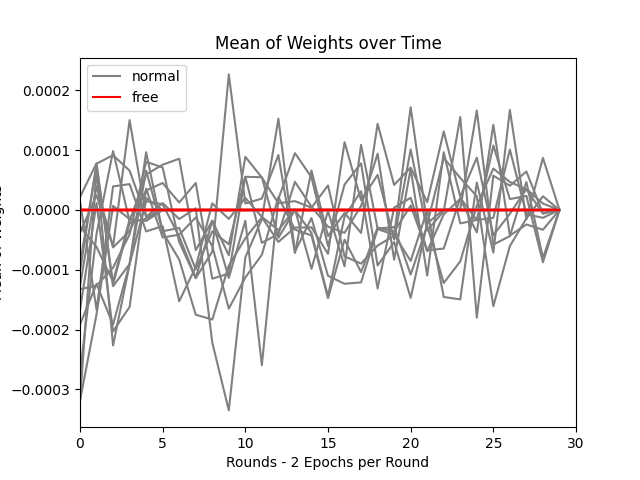 Mean of Weights over Time
normal
free
0.0002
0.0001
0.0000
−0.0001
−0.0002
−0.0003
0 5 10 15 20 25 30
Rounds - 2 Epochs per Round